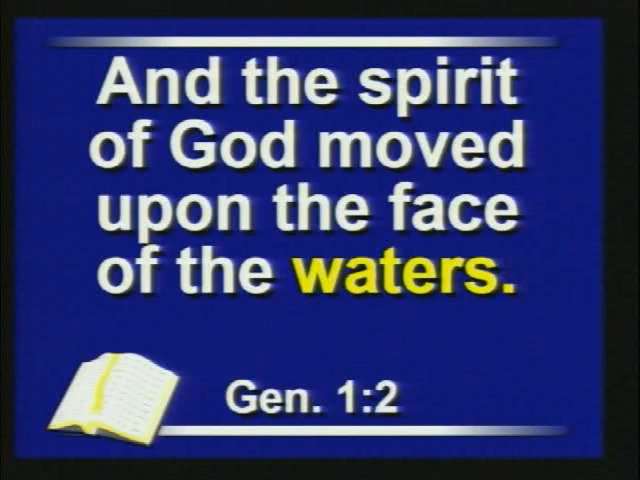 And the spirit
of God moved
upon the face
of the waters.
Gen. 1:2